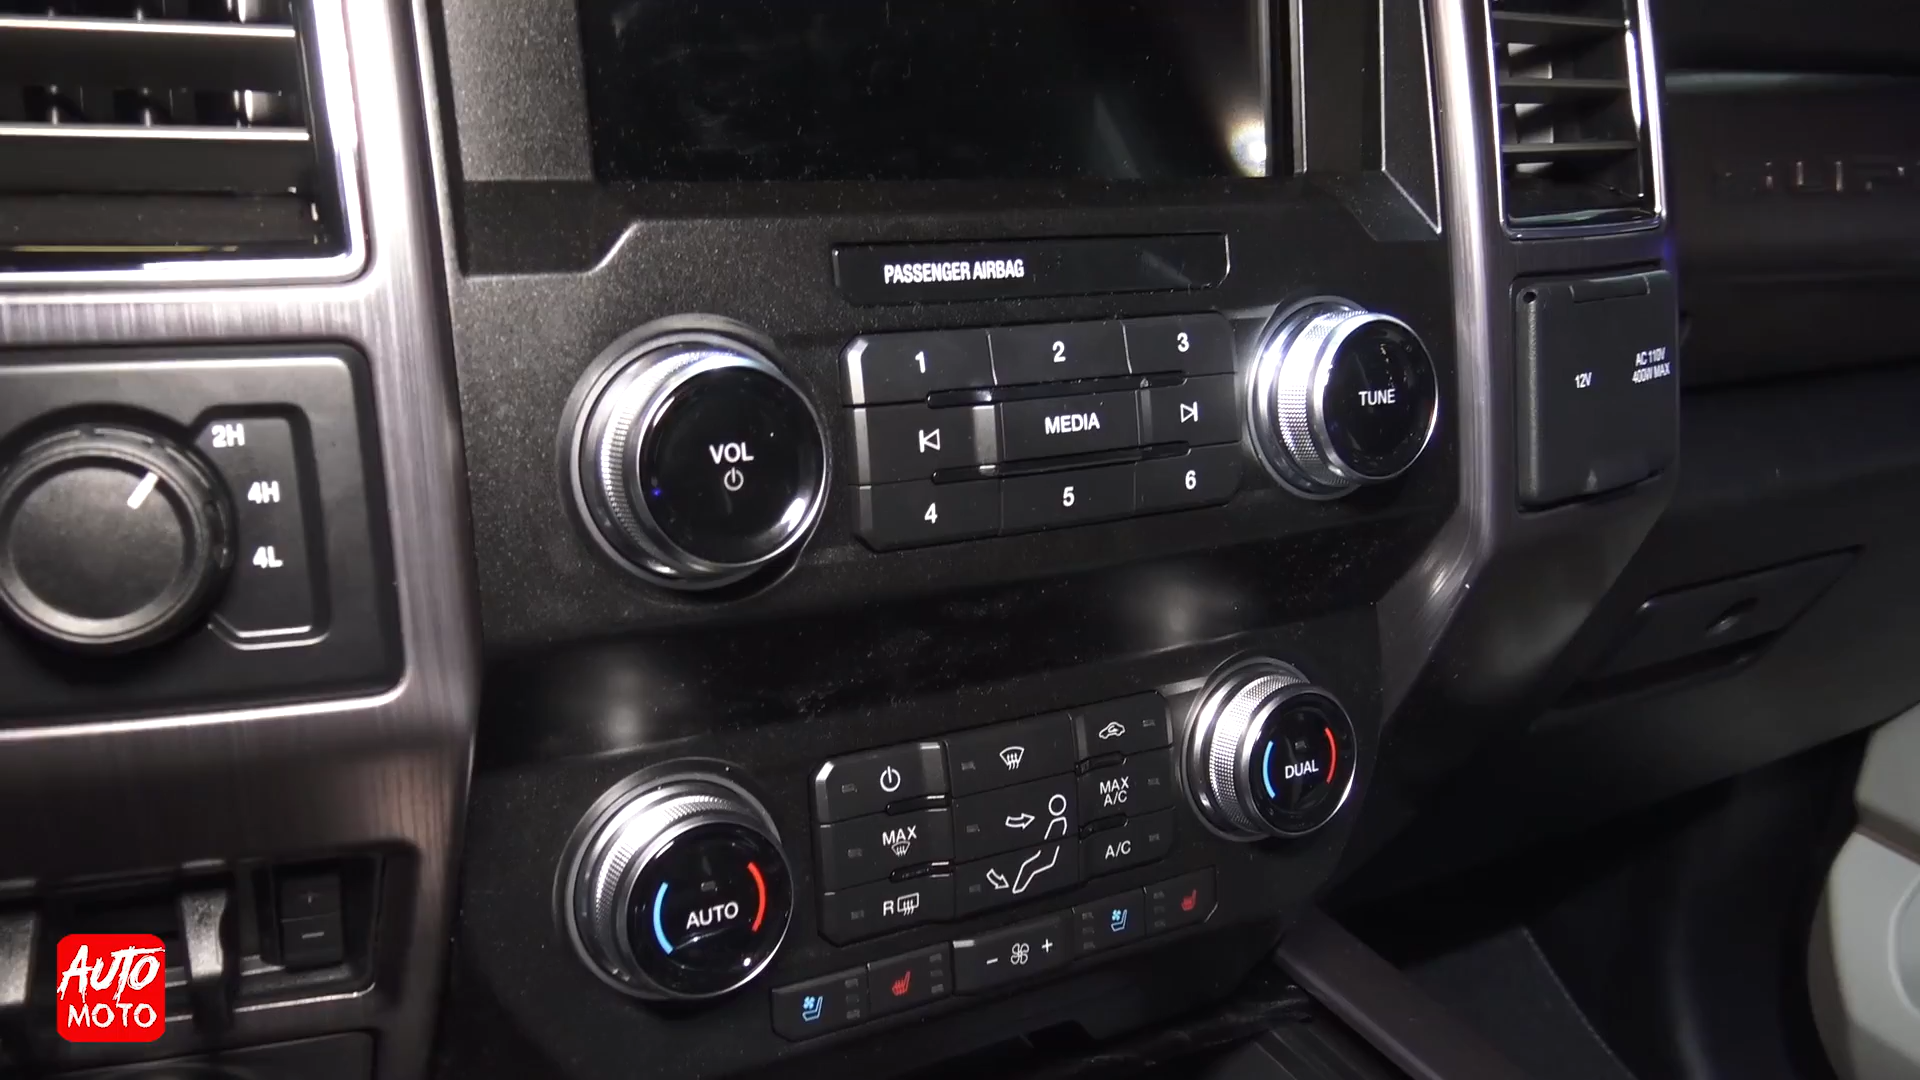 PASSENGER AIRBAG
1 2 3
VOL
MEDIA
TUNE
4 5 6
12V
AC 110V
400W MAX
2H
4H
4L
MAX
A/C
MAX
A/C
R
AUTO
DUAL
- +
AUTO
MOTO